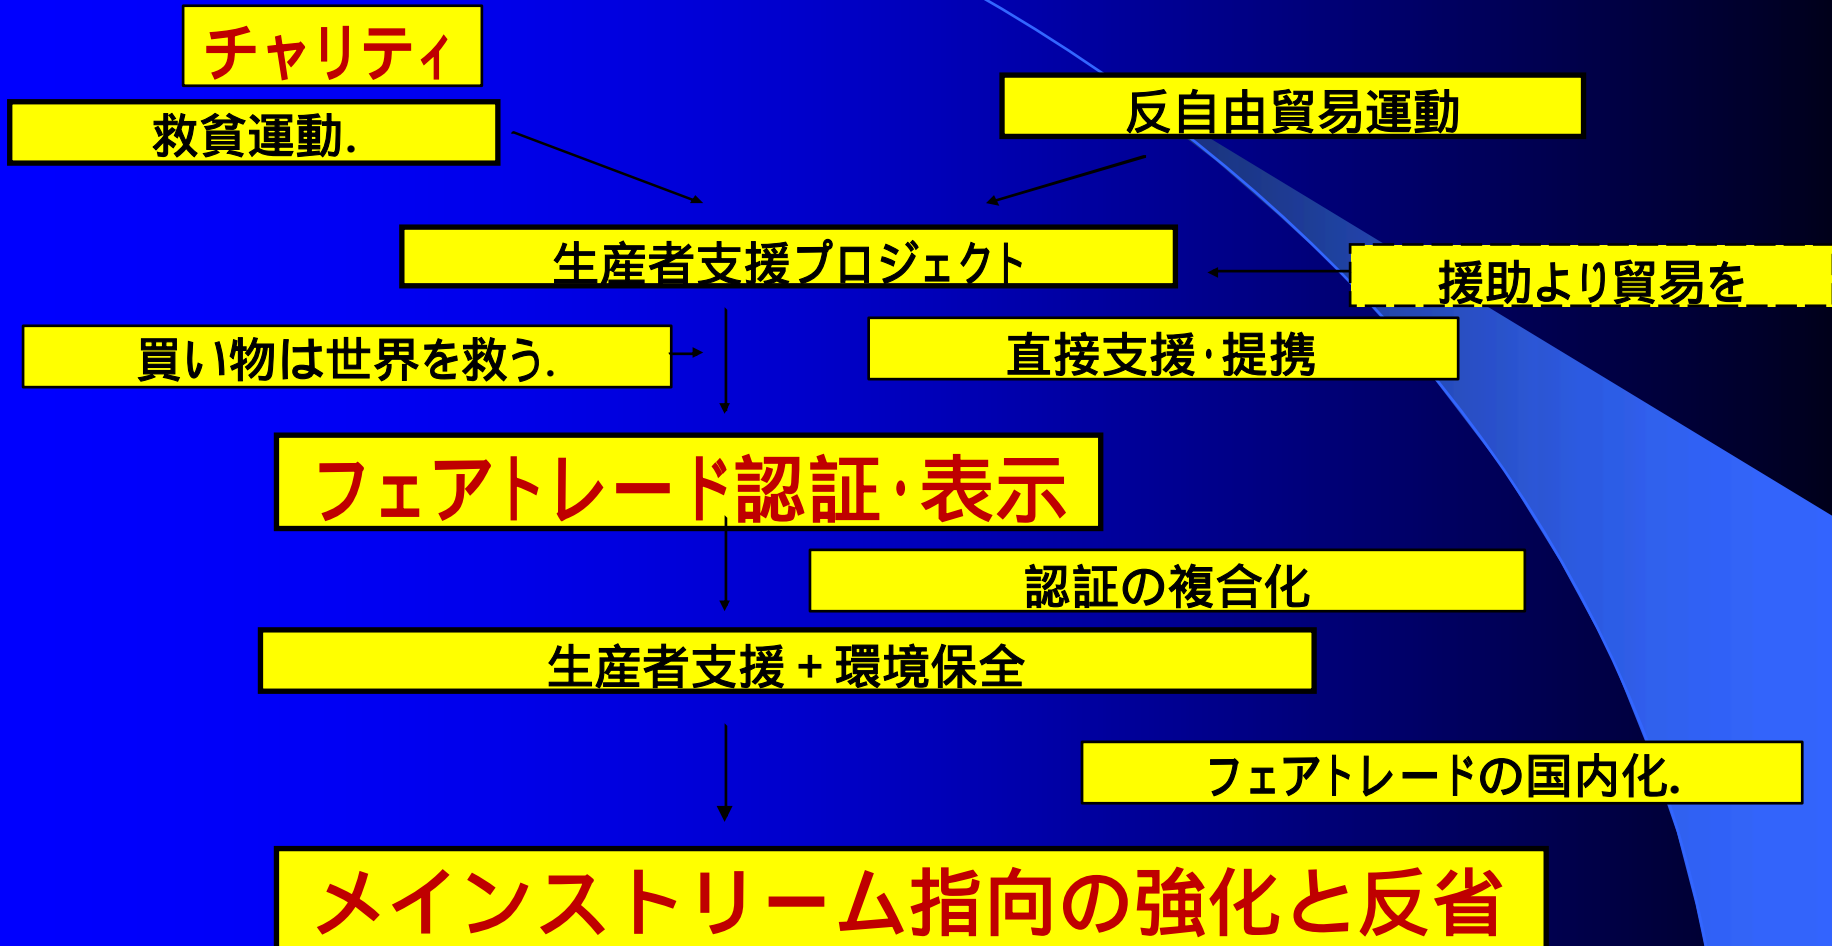 チャリティ
救貧運動.
反自由貿易運動
生産者支援プロジェクト
援助より貿易を
買い物は世界を救う.
直接支援・提携
フェアトレード認証・表示
認証の複合化
生産者支援+環境保全
フェアトレードの国内化.
メインストリーム指向の強化と反省